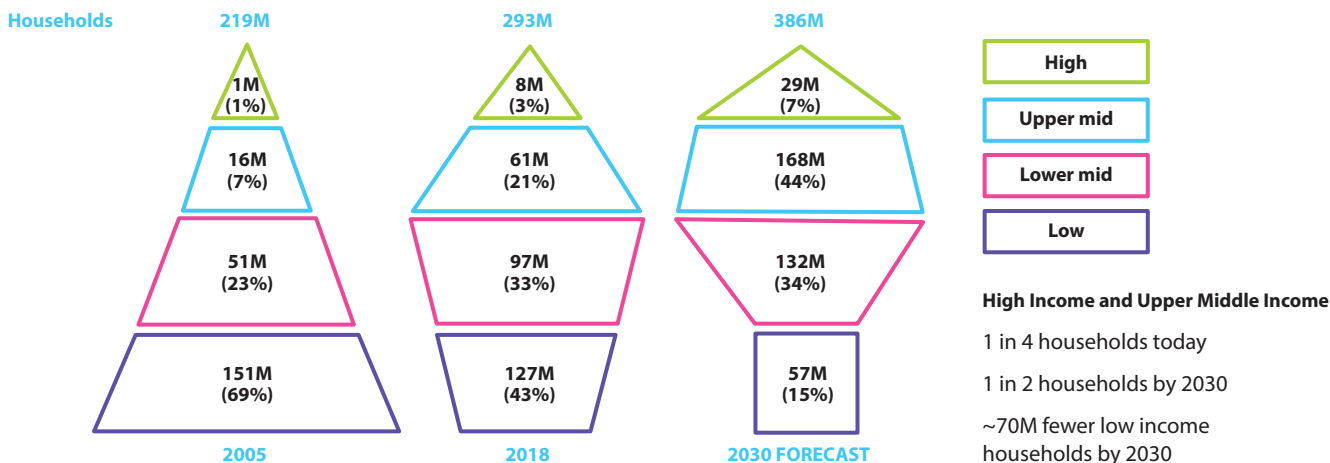 Households 219M 293M 386M
1M
(1%)
8M
(3%)
29M
(7%)
16M
(7%)
61M
(21%)
168M
(44%)
51M
(23%)
97M
(33%)
132M
(34%)
151M
(69%)
127M
(43%)
57M
(15%)
2005 2018 2030 FORECAST
High
Upper mid
Lower mid
Low
High Income and Upper Middle Income
1 in 4 households today
1 in 2 households by 2030
~70M fewer low income
households by 2030